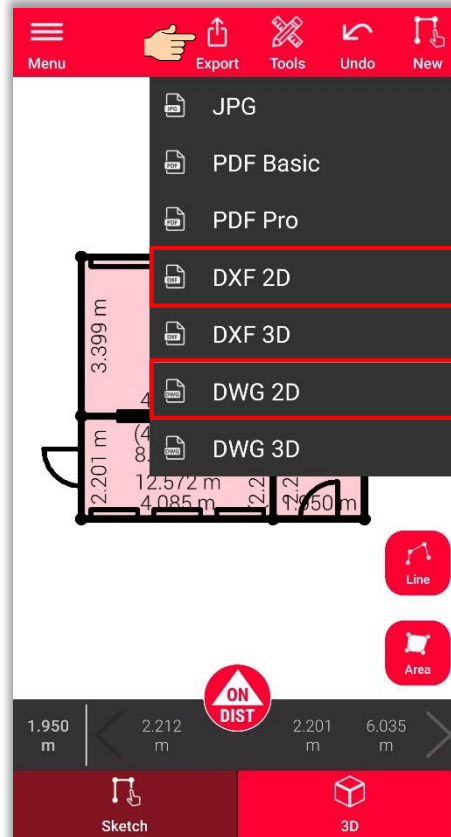 Menu
Export
Tools
Undo
New
JPG
PDF Basic
PDF Pro
DXF 2D
DXF 3D
DWG 2D
DWG 3D
3.399 m
2.201 m
12.572 m
4.085 m
1.950 m
Line
Area
ON
DIST
1.950
m
2.212
m
2.201
m
6.035
m
Sketch
3D